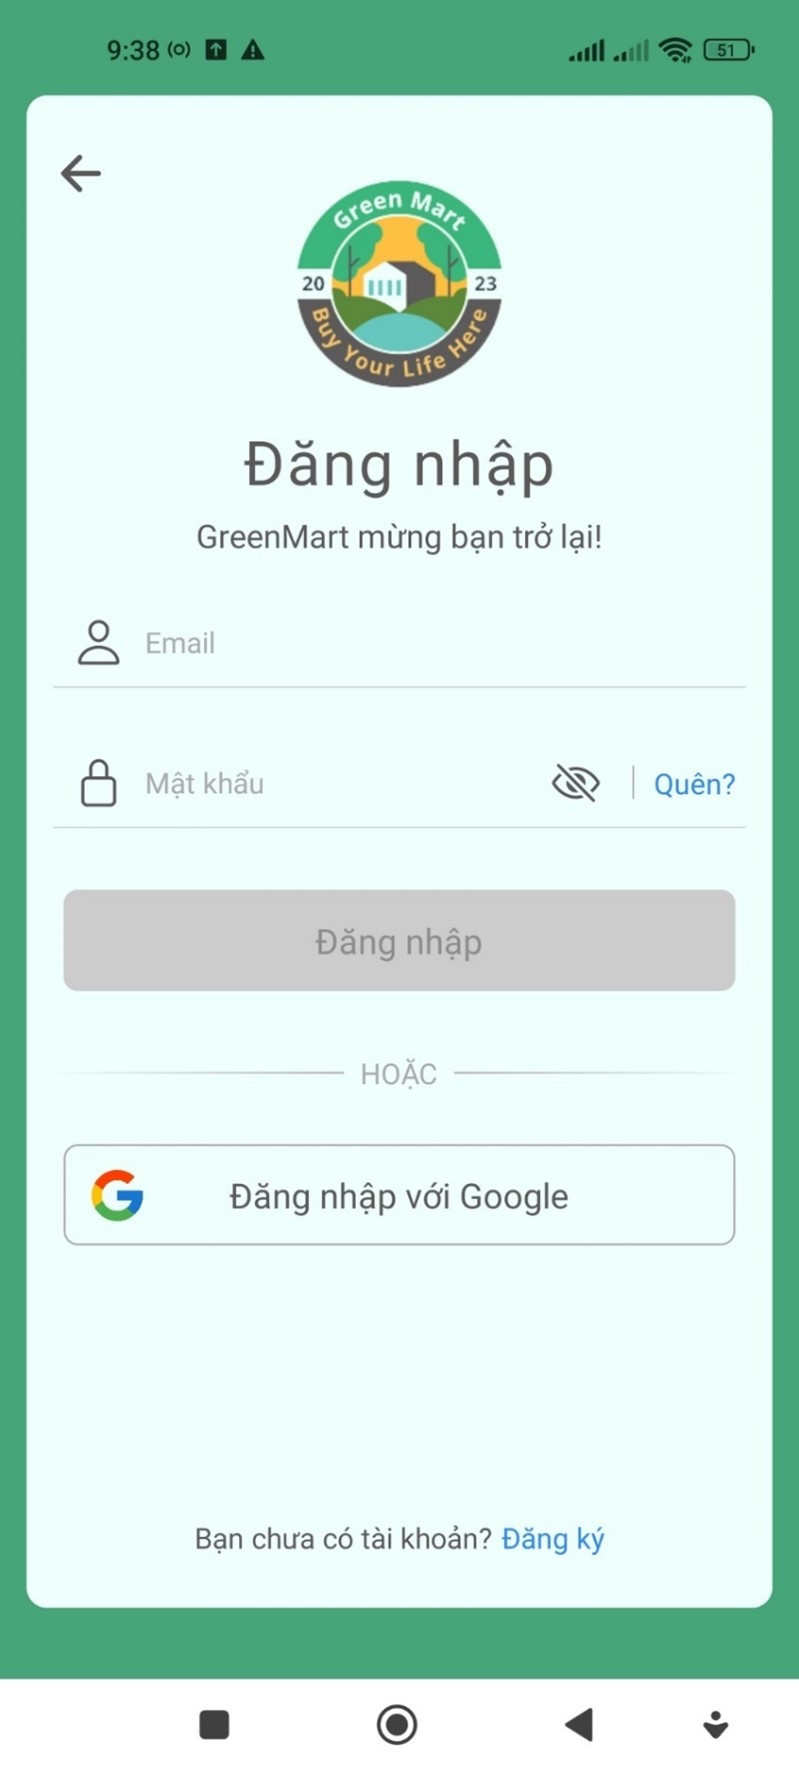 9:38
51
Green Mart
20 23
Buy Your Life Here
Đăng nhập
GreenMart mừng bạn trở lại!
Email
Mật khẩu Quên?
Đăng nhập
HOẶC
Đăng nhập với Google
Bạn chưa có tài khoản? Đăng ký